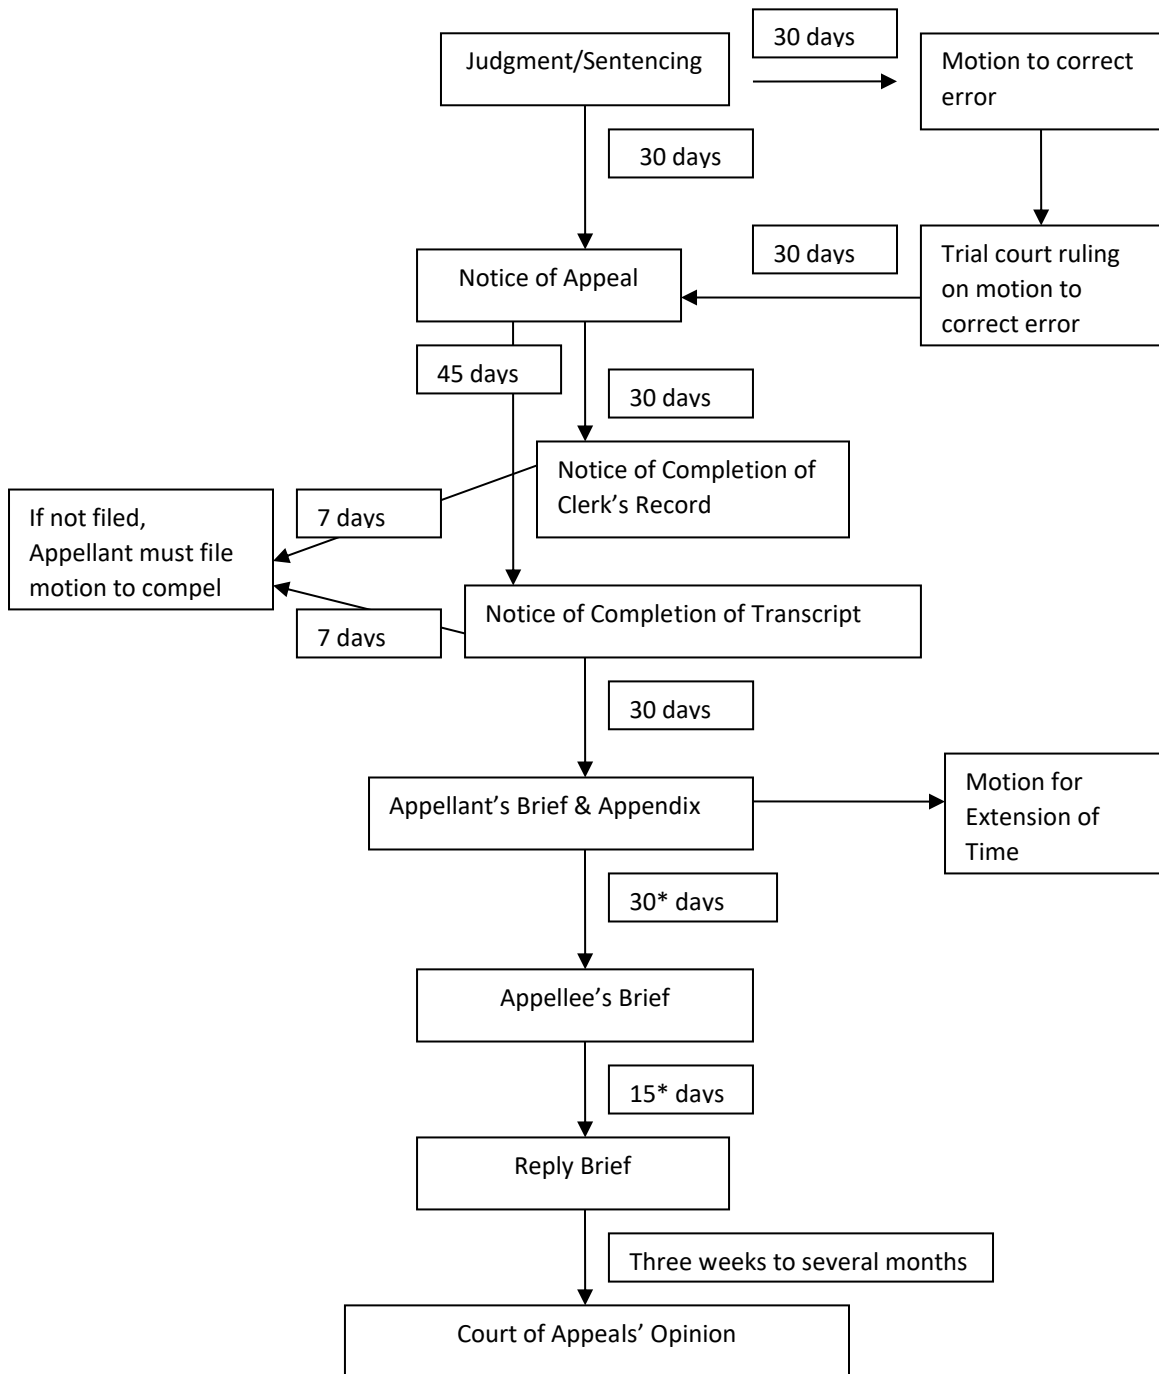 30 days
Judgment/Sentencing
Motion to correct
error
30 days
30 days
Trial court ruling
on motion to
correct error
Notice of Appeal
45 days
30 days
Notice of Completion of
Clerk’s Record
7 days
If not filed,
Appellant must file
motion to compel
Notice of Completion of Transcript
7 days
30 days
Appellant’s Brief & Appendix
Motion for
Extension of
Time
30* days
Appellee’s Brief
15* days
Reply Brief
Three weeks to several months
Court of Appeals’ Opinion